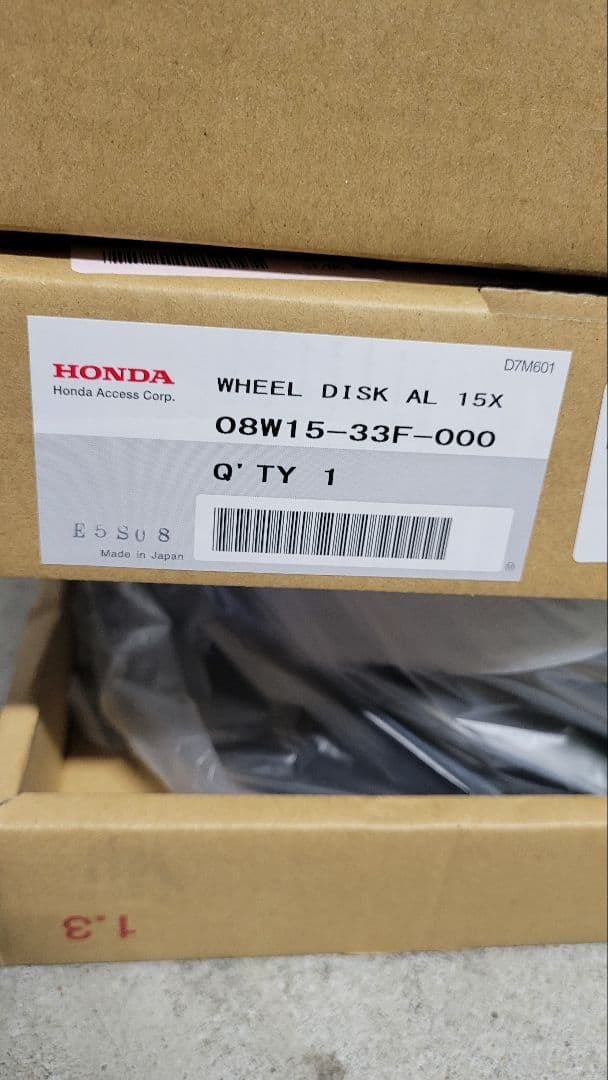 D7M601
HONDA
Honda Access Corp.
WHEEL DISK AL 15X
08W15-33F-000
Q'TY 1
E5S08
Made in Japan
1.3